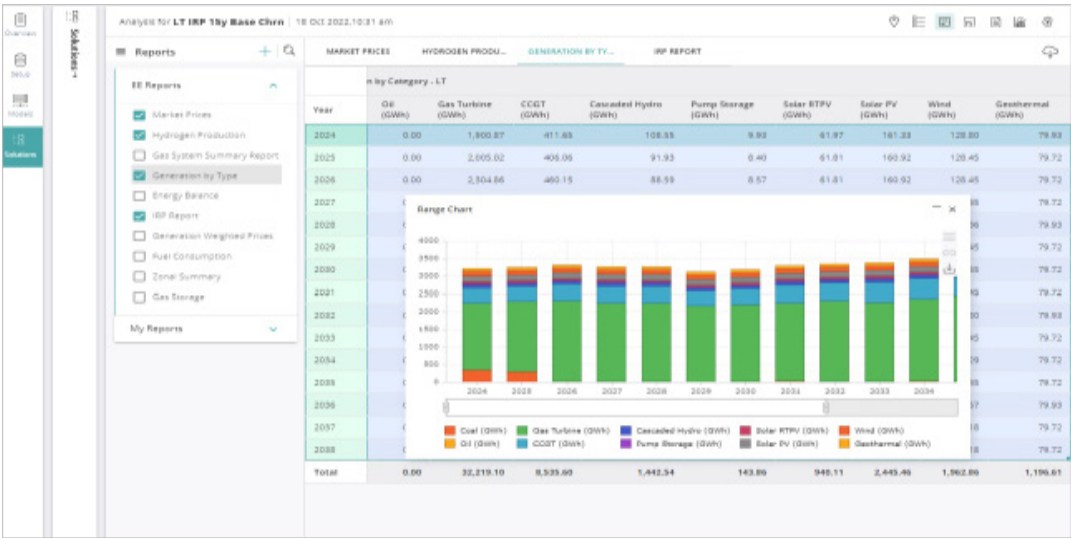 Overview
Setup
Models
Solutions
Solutions
Analysis for LT IRP 15y Base Chrn 18 Oct 2022,10:31 am
Reports
EE Reports
Market Prices
Hydrogen Production
Gas System Summary Report
Generation by Type
Energy Balance
IRP Report
Generation Weighted Prices
Fuel Consumption
Zonal Summary
Gas Storage
My Reports
MARKET PRICES HYDROGEN PRODU... GENERATION BY TY... IRP REPORT
n by Category - LT
Year Oil (GWh) Gas Turbine (GWh) CCGT (GWh) Cascaded Hydro (GWh) Pump Storage (GWh) Solar RTPV (GWh) Solar PV (GWh) Wind (GWh) Geothermal (GWh)
2024 0.00 1,900.87 411.65 61.97 79.93
2025 0.00 2,005.02 406.06 91.93 8.40 61.81 160.92 128.45 79.72
2026 0.00 2,304.86 460.15 88.59 8.57 61.81 160.92 128.45 79.72
2027 79.72
2028 79.93
2029 79.72
2030 79.72
2031 79.72
2032 79.93
2033 79.72
2034 79.72
2035 79.72
2036 79.93
2037 79.72
2038 79.72
Total 0.00 32,219.10 8,535.60 1,442.54 143.86 940.11 2,445.46 1,962.86 1,196.61
Range Chart
4000
3500
3000
2500
2000
1500
1000
500
0
2024 2025 2026 2027 2028 2029 2030 2031 2032 2033 2034
Coal (GWh) Gas Turbine (GWh) Cascaded Hydro (GWh) Solar RTPV (GWh) Wind (GWh)
Oil (GWh) CCGT (GWh) Pump Storage (GWh) Solar PV (GWh) Geothermal (GWh)